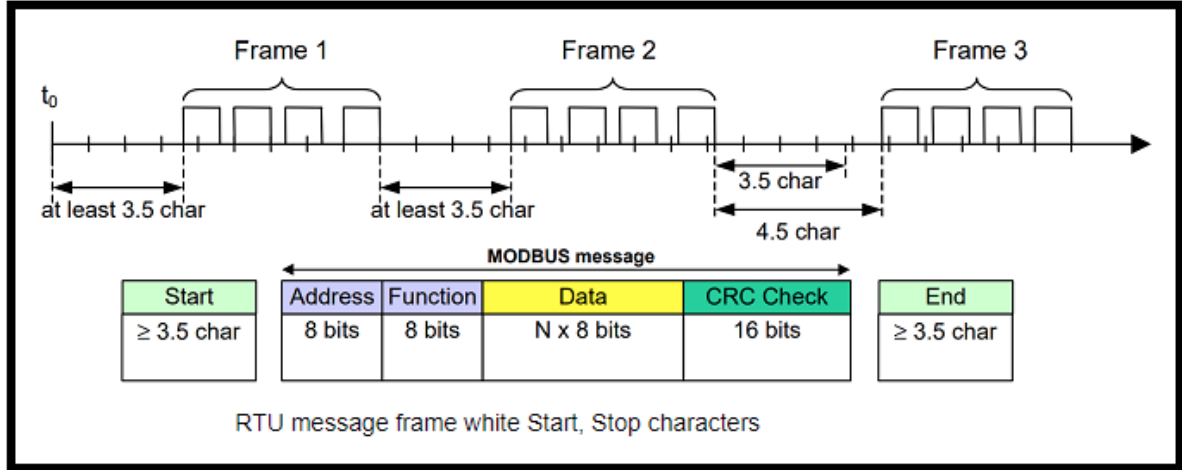 Frame 1 Frame 2 Frame 3
t0
at least 3.5 char at least 3.5 char 3.5 char
4.5 char
MODBUS message
Start Address Function Data CRC Check End
≥ 3.5 char 8 bits 8 bits N x 8 bits 16 bits ≥ 3.5 char
RTU message frame white Start, Stop characters